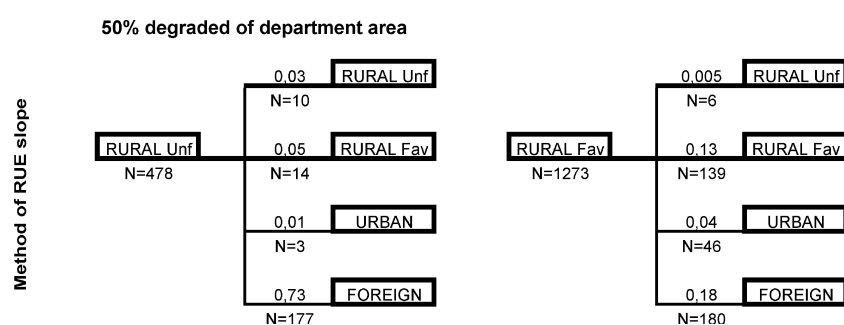 50% degraded of department area
Method of RUE slope
RURAL Unf
N=478
0,03
RURAL Unf
N=10
0,05
RURAL Fav
N=14
0,01
URBAN
N=3
0,73
FOREIGN
N=177
RURAL Fav
N=1273
0,005
RURAL Unf
N=6
0,13
RURAL Fav
N=139
0,04
URBAN
N=46
0,18
FOREIGN
N=180